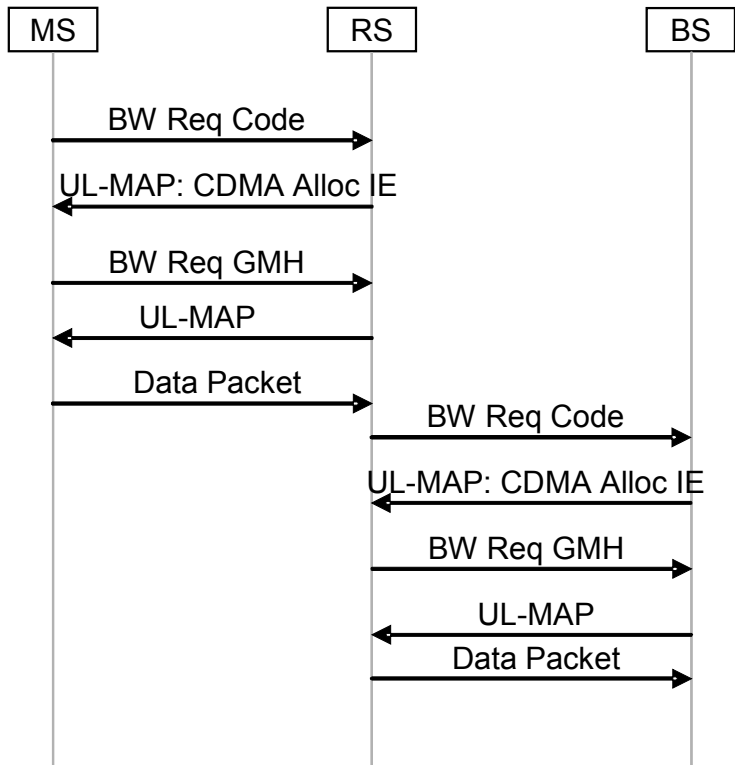 MS
RS
BS
BW Req Code
UL-MAP: CDMA Alloc IE
BW Req GMH
UL-MAP
Data Packet
BW Req Code
UL-MAP: CDMA Alloc IE
BW Req GMH
UL-MAP
Data Packet